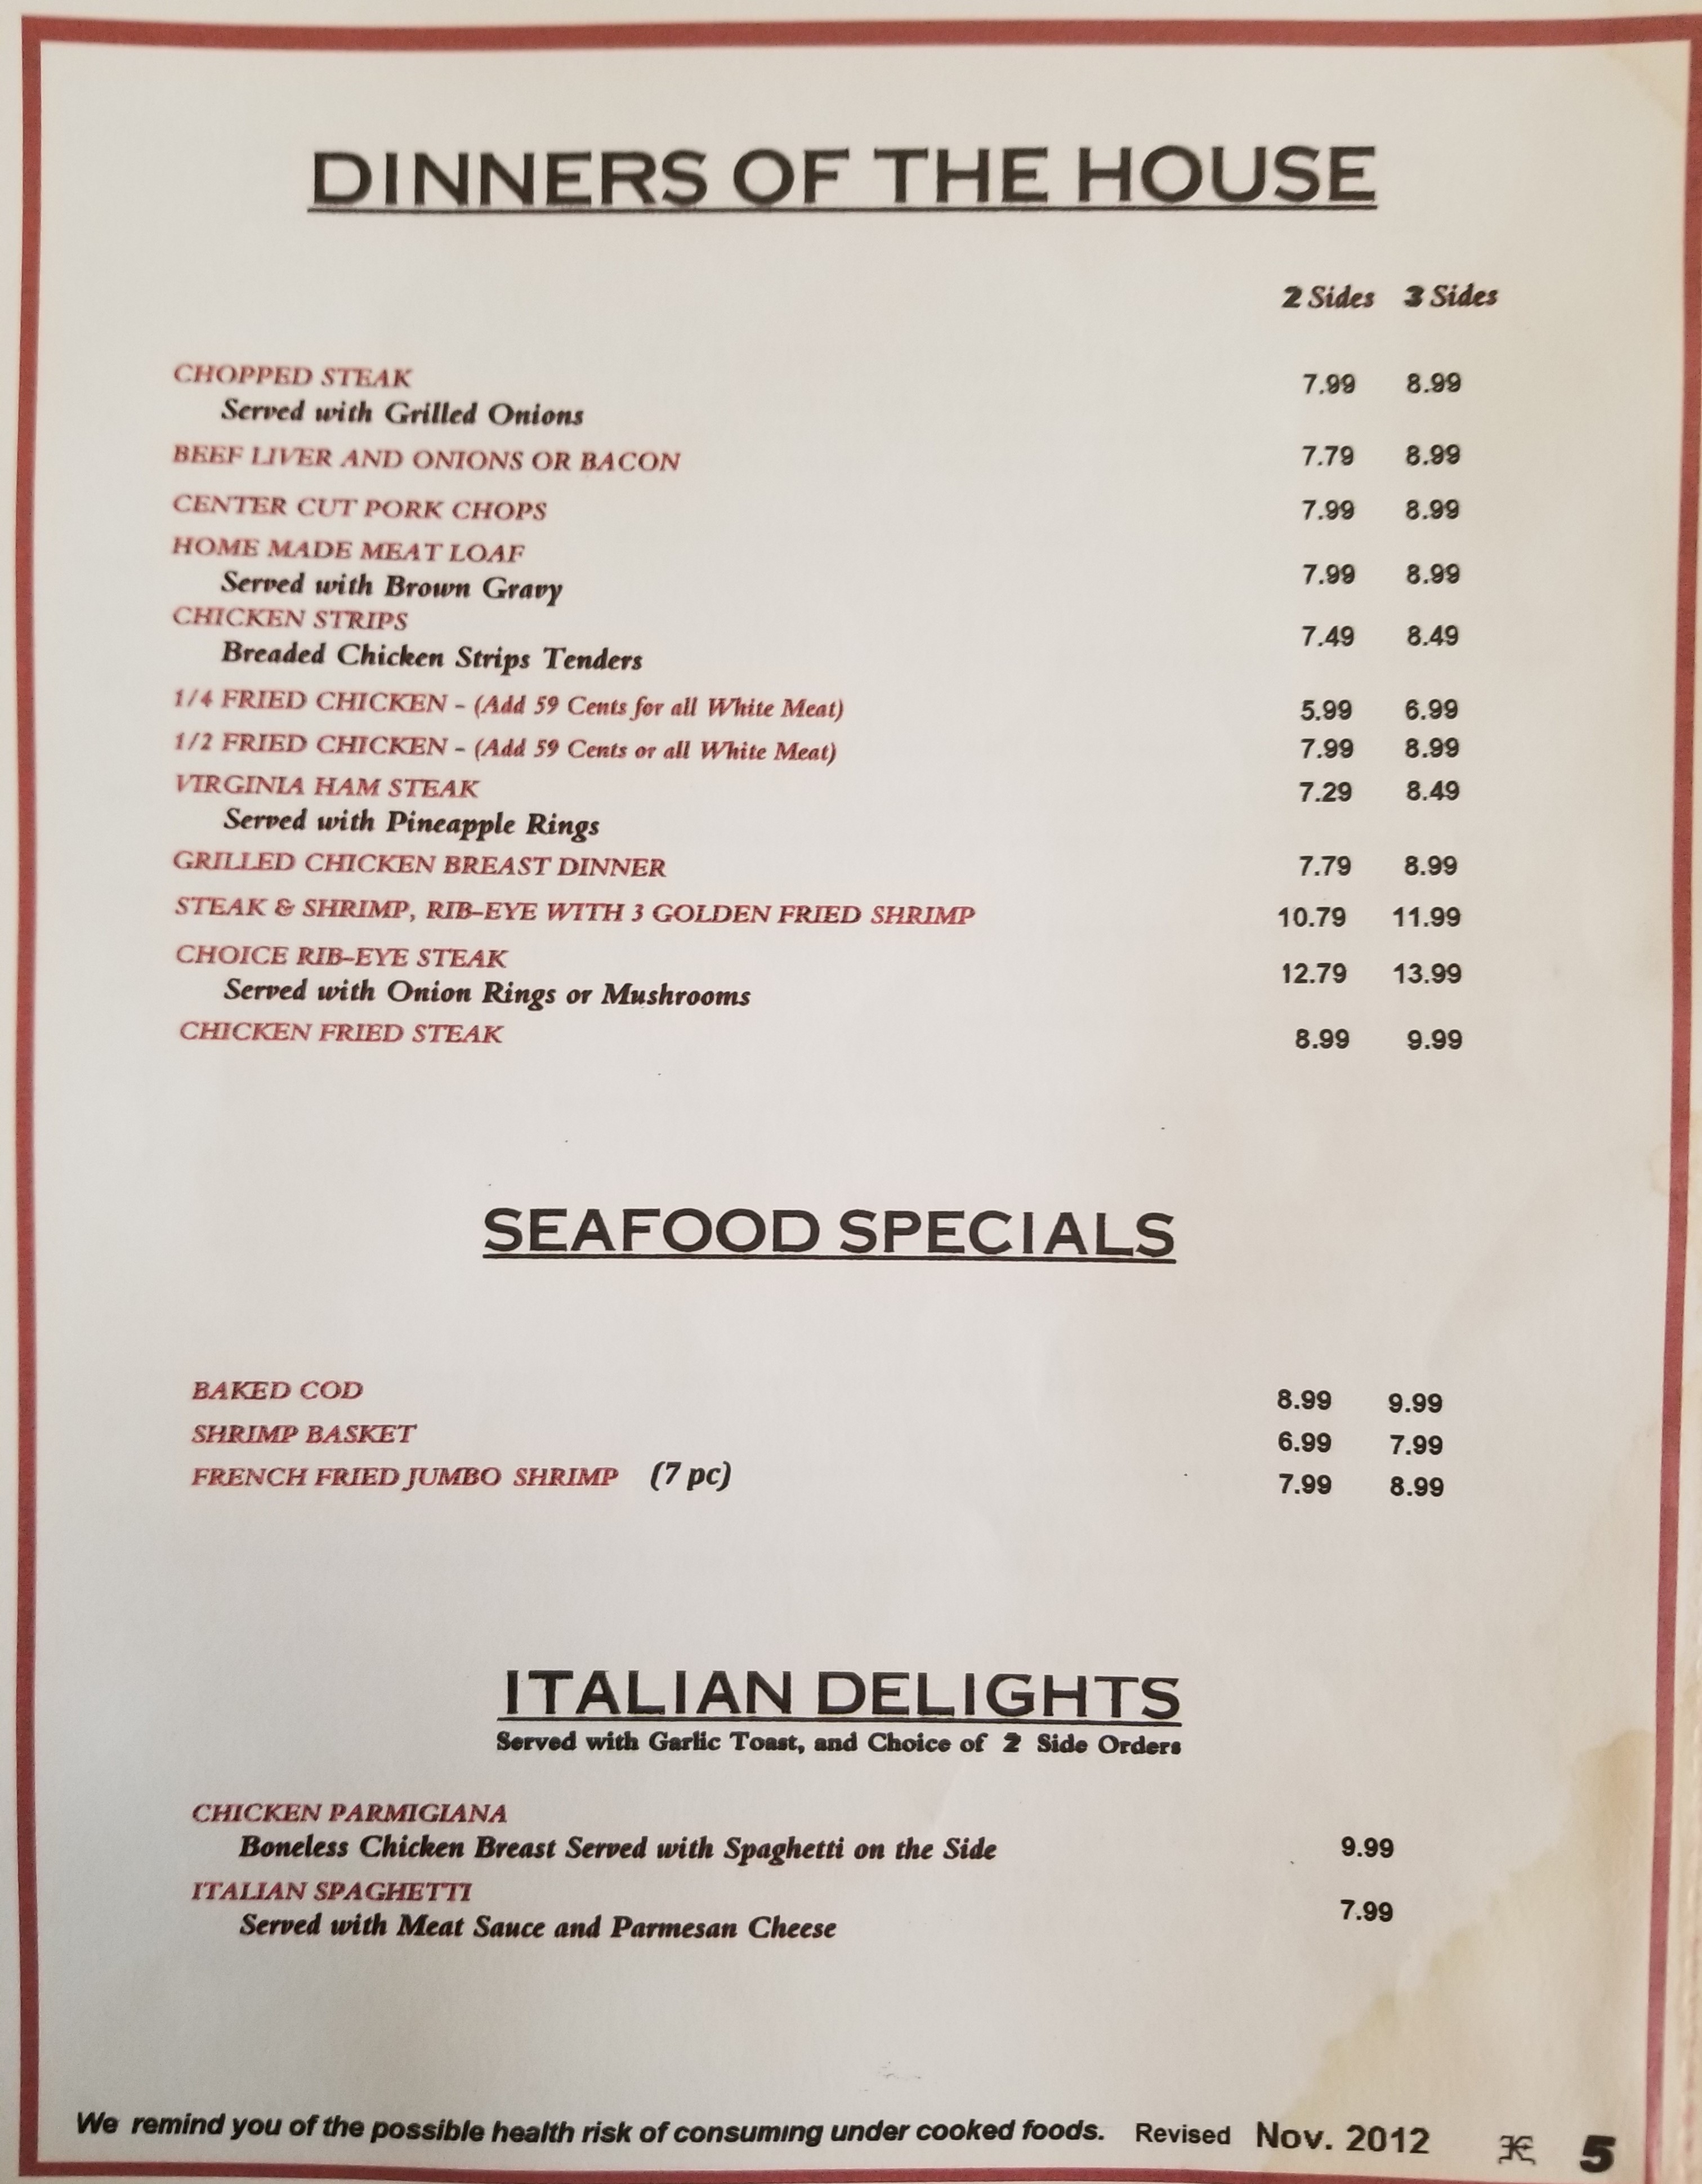 DINNERS OF THE HOUSE
2 Sides 3 Sides
CHOPPED STEAK 7.99 8.99
Served with Grilled Onions
BEEF LIVER AND ONIONS OR BACON 7.79 8.99
CENTER CUT PORK CHOPS 7.99 8.99
HOME MADE MEAT LOAF
Served with Brown Gravy 7.99 8.99
CHICKEN STRIPS 7.49 8.49
Breaded Chicken Strips Tenders
1/4 FRIED CHICKEN - (Add 59 Cents for all White Meat) 5.99 6.99
1/2 FRIED CHICKEN - (Add 59 Cents or all White Meat) 7.99 8.99
VIRGINIA HAM STEAK 7.29 8.49
Served with Pineapple Rings
GRILLED CHICKEN BREAST DINNER 7.79 8.99
STEAK & SHRIMP, RIB-EYE WITH 3 GOLDEN FRIED SHRIMP 10.79 11.99
CHOICE RIB-EYE STEAK 12.79 13.99
Served with Onion Rings or Mushrooms
CHICKEN FRIED STEAK 8.99 9.99
SEAFOOD SPECIALS
BAKED COD 8.99 9.99
SHRIMP BASKET 6.99 7.99
FRENCH FRIED JUMBO SHRIMP (7 pc) 7.99 8.99
ITALIAN DELIGHTS
Served with Garlic Toast, and Choice of 2 Side Orders
CHICKEN PARMIGIANA
Boneless Chicken Breast Served with Spaghetti on the Side 9.99
ITALIAN SPAGHETTI
Served with Meat Sauce and Parmesan Cheese 7.99
We remind you of the possible health risk of consuming under cooked foods. Revised Nov. 2012 5